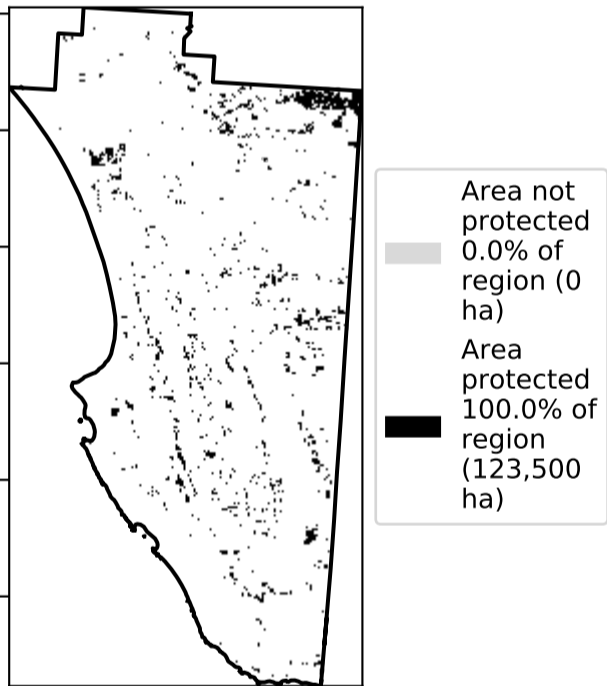 Area not
protected
0.0% of
region (0
ha)
Area
protected
100.0% of
region
(123,500
ha)